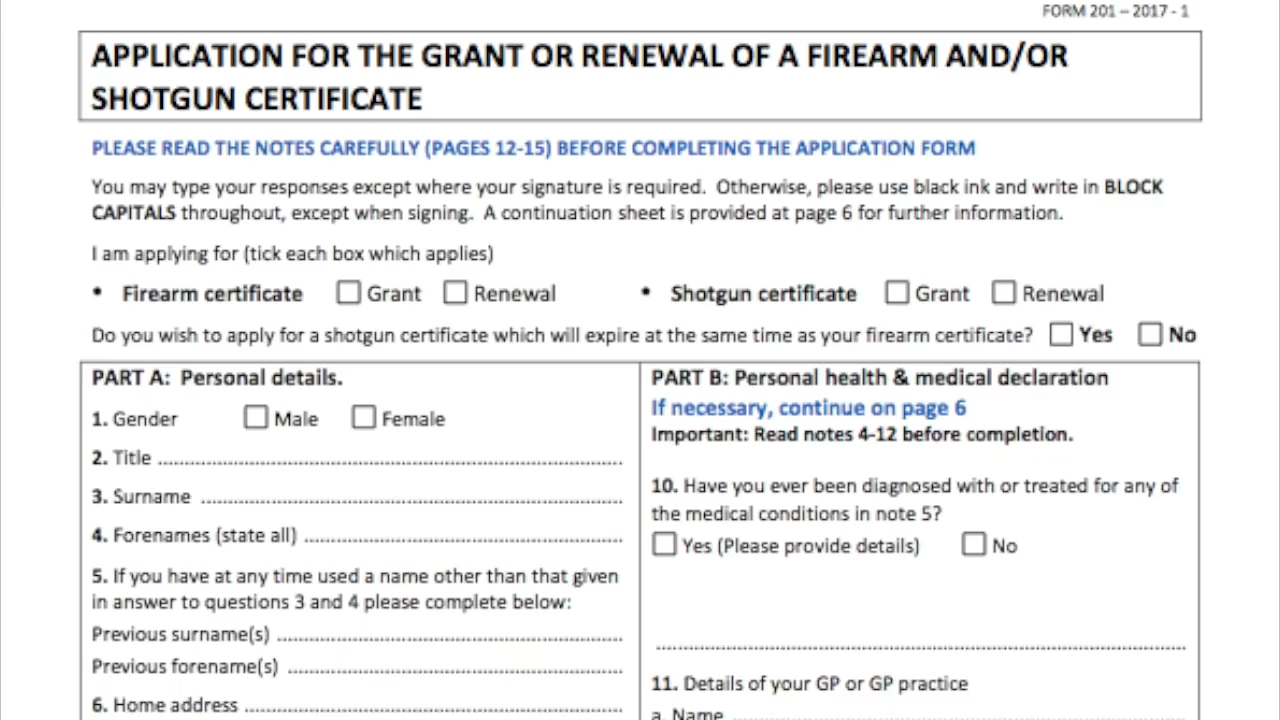 FORM 201 – 2017 - 1
APPLICATION FOR THE GRANT OR RENEWAL OF A FIREARM AND/OR
SHOTGUN CERTIFICATE
PLEASE READ THE NOTES CAREFULLY (PAGES 12-15) BEFORE COMPLETING THE APPLICATION FORM
You may type your responses except where your signature is required. Otherwise, please use black ink and write in BLOCK
CAPITALS throughout, except when signing. A continuation sheet is provided at page 6 for further information.
I am applying for (tick each box which applies)
• Firearm certificate Grant Renewal • Shotgun certificate Grant Renewal
Do you wish to apply for a shotgun certificate which will expire at the same time as your firearm certificate? Yes No
PART A: Personal details.
1. Gender Male Female
2. Title
3. Surname
4. Forenames (state all)
5. If you have at any time used a name other than that given
in answer to questions 3 and 4 please complete below:
Previous surname(s)
Previous forename(s)
6. Home address
PART B: Personal health & medical declaration
If necessary, continue on page 6
Important: Read notes 4-12 before completion.
10. Have you ever been diagnosed with or treated for any of
the medical conditions in note 5?
Yes (Please provide details) No
11. Details of your GP or GP practice
a. Name